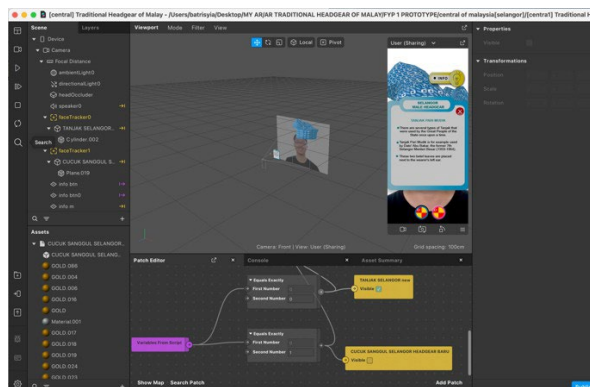 [central] Traditional Headgear of Malay - /Users/batrisyia/Desktop/MY ARJAR TRADITIONAL HEADGEAR OF MALAY/FYP 1 PROTOTYPE/central of malaysia[selangor]/[central1] Traditional H
Scene Layers
Device
Camera
Focal Distance
ambientLight0
directionalLight0
headOccluder
speaker0
faceTracker0
TANJAK SELANGOR..
Cylinder.002
faceTracker1
CUCUK SANGGUL S..
Plane.019
info bm
info btn0
info m
Search
Assets
CUCUK SANGGUL SELANGOR..
CUCUK SANGGUL SELANG..
GOLD.066
GOLD.004
GOLD.006
GOLD.016
GOLD
Material.001
GOLD.017
GOLD.018
GOLD.019
GOLD.024
GOLD.023
Viewport Mode Filter View
Local Pivot
Camera: Front | View: User (Sharing)
Grid spacing: 100cm
User (Sharing)
INFO
SELANGOR
MALE HEADGEAR
Properties
Visible
Transformations
Position
Scale
Rotation
Patch Editor
Console
Asset Summary
Equals Exactly
First Number
Second Number
TANJAK SELANGOR new
Visible
Variables From Script
Equals Exactly
First Number
Second Number
CUCUK SANGGUL SELANGOR HEADGEAR BARU
Visible
Show Map Search Patch
Add Patch